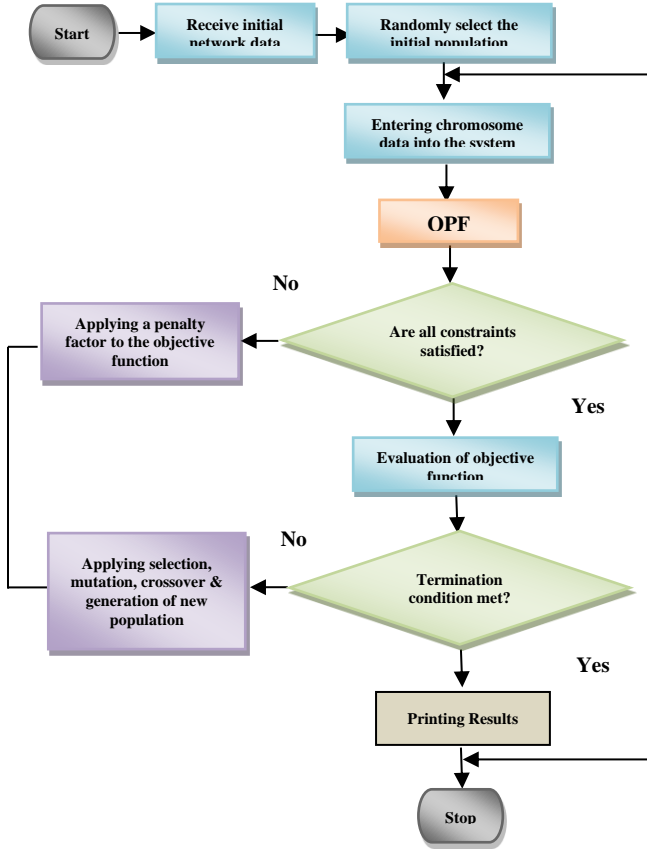 Start
Receive initial
network data
Randomly select the
initial population
Entering chromosome
data into the system
OPF
No
Applying a penalty
factor to the objective
function
Are all constraints
satisfied?
Yes
Evaluation of objective
function
No
Applying selection,
mutation, crossover &
generation of new
population
Termination
condition met?
Yes
Printing Results
Stop